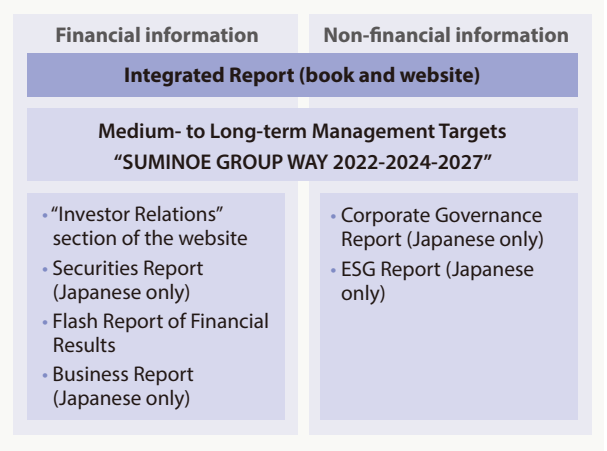 Financial information
Non-financial information
Integrated Report (book and website)
Medium- to Long-term Management Targets
“SUMINOE GROUP WAY 2022-2024-2027”
• “Investor Relations”
section of the website
• Securities Report
(Japanese only)
• Flash Report of Financial
Results
• Business Report
(Japanese only)
• Corporate Governance
Report (Japanese only)
• ESG Report (Japanese
only)